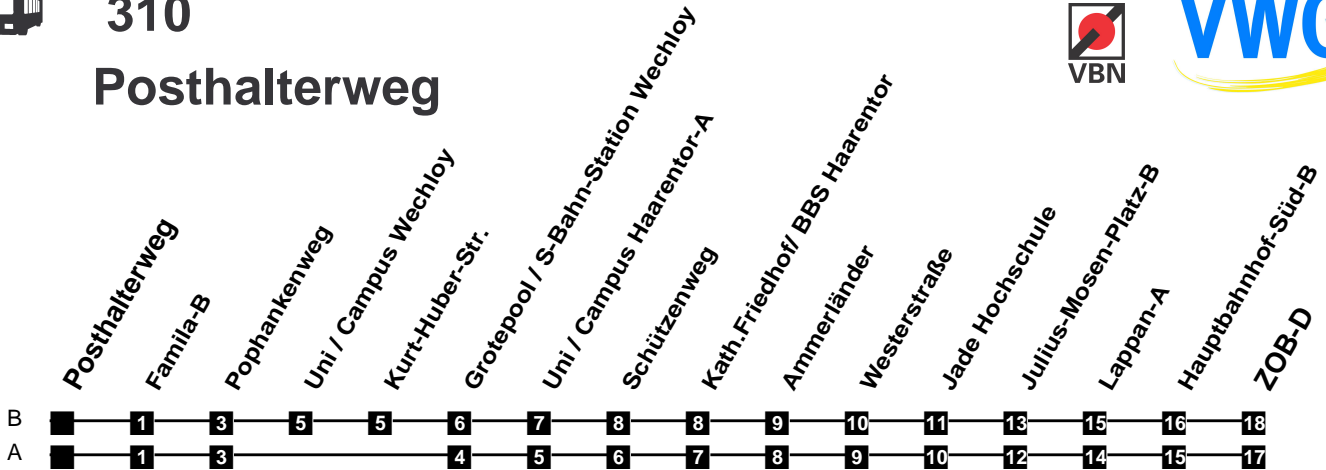 310
Posthalterweg
VBN
VWG
Posthalterweg
Famila-B
Pophankenweg
Uni / Campus Wechloy
Kurt-Huber-Str.
Grotepool / S-Bahn-Station Wechloy
Uni / Campus Haarentor-A
Schützenweg
Kath.Friedhof/ BBS Haarentor
Ammerländer
Westerstraße
Jade Hochschule
Julius-Mosen-Platz-B
Lappan-A
Hauptbahnhof-Süd-B
ZOB-D
B 1 3 5 5 6 7 8 8 9 10 11 13 15 16 18
A 1 3 4 5 6 7 8 9 10 12 14 15 17